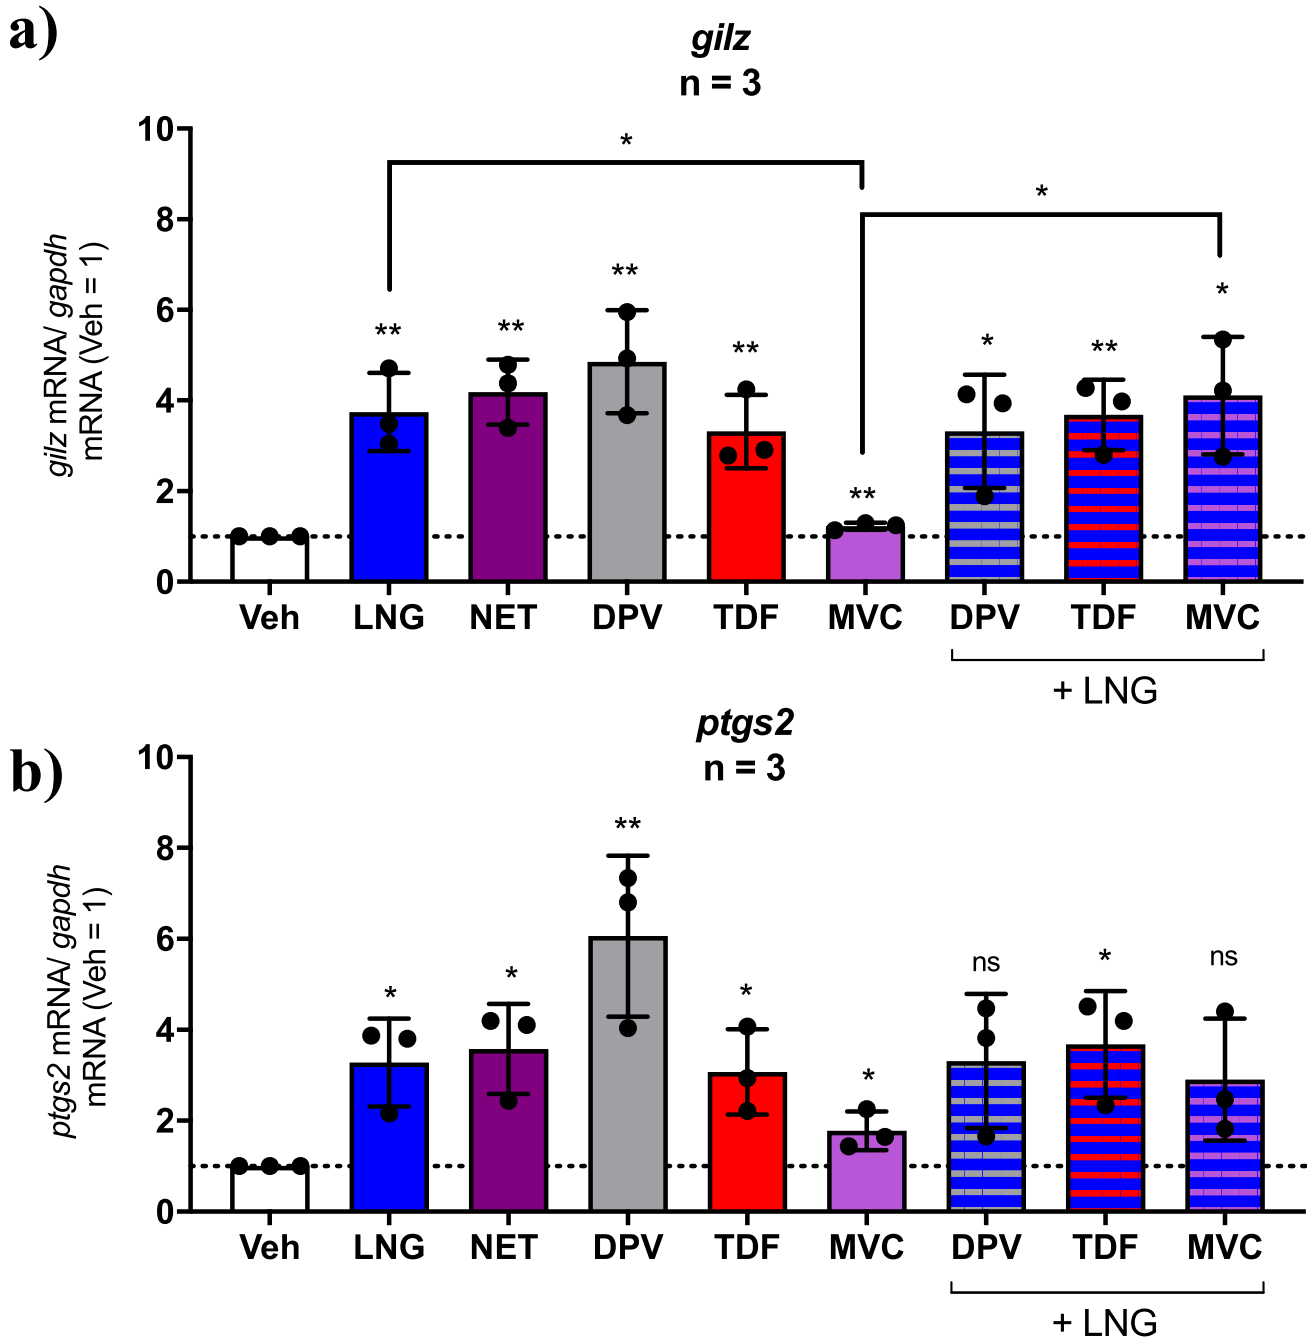 a)
gilz
n = 3
gilz mRNA/ gapdh
mRNA (Veh = 1)
10
8
6
4
2
0
*
*
** ** ** ** ** * ** *
Veh LNG NET DPV TDF MVC DPV TDF MVC
+ LNG
b)
ptgs2
n = 3
ptgs2 mRNA/ gapdh
mRNA (Veh = 1)
10
8
6
4
2
0
* * ** * * ns * ns
Veh LNG NET DPV TDF MVC DPV TDF MVC
+ LNG